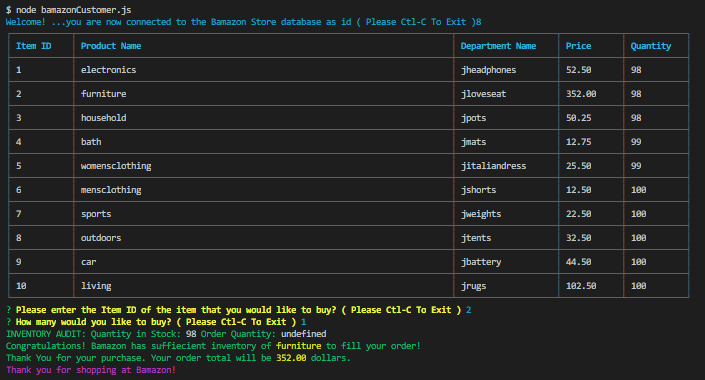 $ node bamazonCustomer.js
Welcome! ...you are now connected to the Bamazon Store database as id ( Please Ctl-C To Exit )8
Item ID Product Name Department Name Price Quantity
1 electronics jheadphones 52.50 98
2 furniture jloveseat 352.00 98
3 household jpots 50.25 98
4 bath jmats 12.75 99
5 womensclothing jitaliandress 25.50 99
6 mensclothing jshorts 12.50 100
7 sports jweights 22.50 100
8 outdoors jtents 32.50 100
9 car jbattery 44.50 100
10 living jrugs 102.50 100
? Please enter the Item ID of the item that you would like to buy? ( Please Ctl-C To Exit ) 2
? How many would you like to buy? ( Please Ctl-C To Exit ) 1
INVENTORY AUDIT: Quantity in Stock: 98 Order Quantity: undefined
Congratulations! Bamazon has suffiecient inventory of furniture to fill your order!
Thank You for your purchase. Your order total will be 352.00 dollars.
Thank you for shopping at Bamazon!